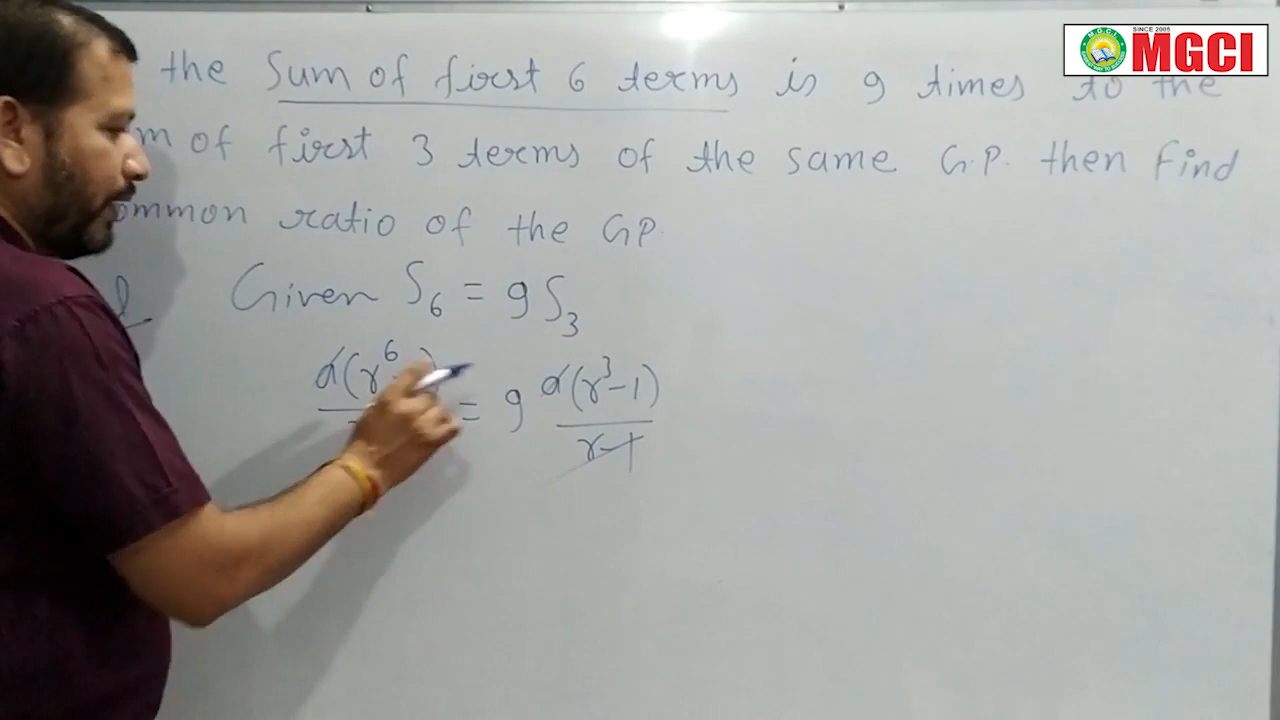 SINCE 2005
M.G.C.I.
MGCI
the Sum of first 6 terms is 9 times to the
m of first 3 terms of the same G.P. then Find
ommon ratio of the GP.
Given S₆ = 9 S₃
a(r⁶ = 9 a(r³-1)
r-1